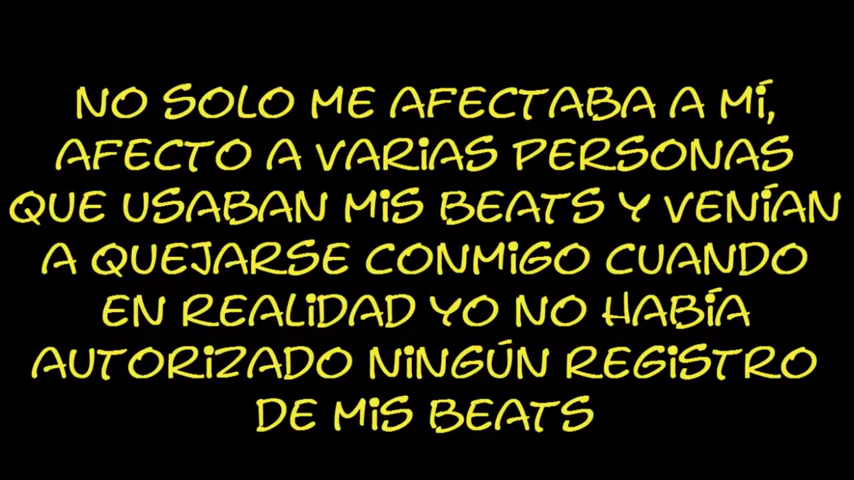 NO SOLO ME AFECTABA A MÍ,
AFECTO A VARIAS PERSONAS
QUE USABAN MIS BEATS Y VENÍAN
A QUEJARSE CONMIGO CUANDO
EN REALIDAD YO NO HABÍA
AUTORIZADO NINGÚN REGISTRO
DE MIS BEATS